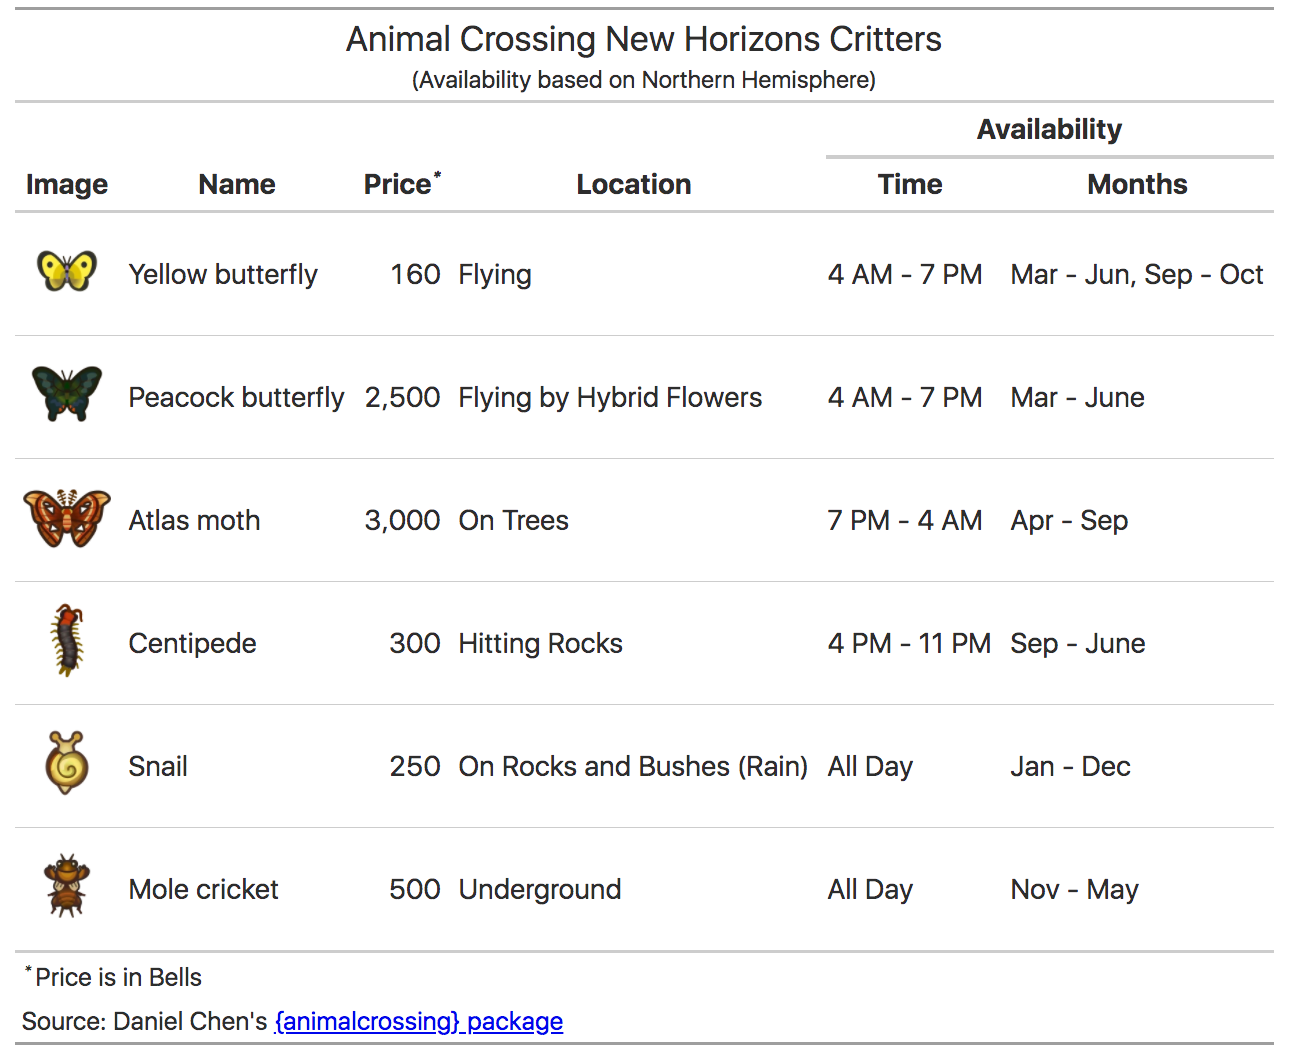 Animal Crossing New Horizons Critters
(Availability based on Northern Hemisphere)
Availability
Image Name Price* Location Time Months
Yellow butterfly 160 Flying 4 AM - 7 PM Mar - Jun, Sep - Oct
Peacock butterfly 2,500 Flying by Hybrid Flowers 4 AM - 7 PM Mar - June
Atlas moth 3,000 On Trees 7 PM - 4 AM Apr - Sep
Centipede 300 Hitting Rocks 4 PM - 11 PM Sep - June
Snail 250 On Rocks and Bushes (Rain) All Day Jan - Dec
Mole cricket 500 Underground All Day Nov - May
*Price is in Bells
Source: Daniel Chen's {animalcrossing} package